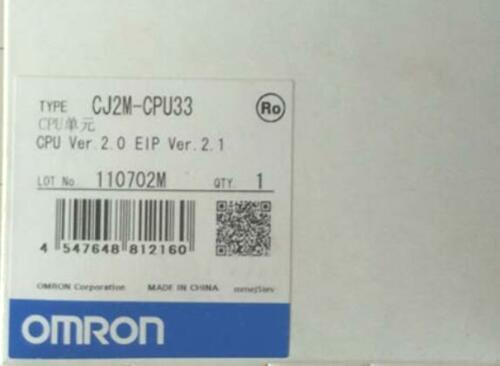 TYPE CJ2M-CPU33 Ro
CPU单元
CPU Ver.2.0 EIP Ver.2.1
LOT No. 110702M QTY. 1
4 547648 812160
OMRON Corporation MADE IN CHINA
OMRON